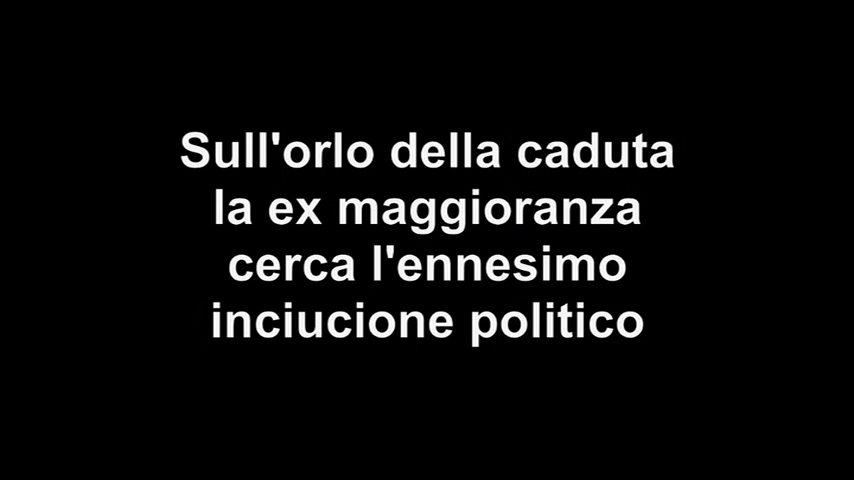 Sull'orlo della caduta
la ex maggioranza
cerca l'ennesimo
inciucione politico